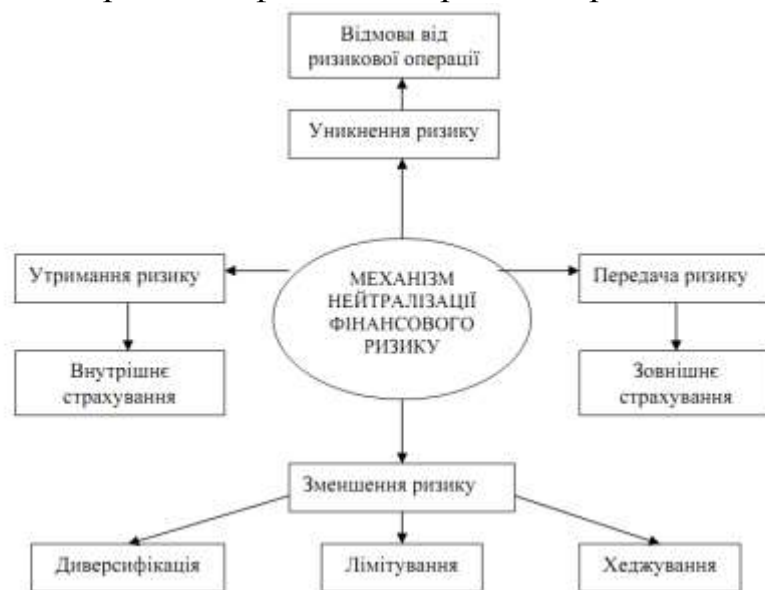 Відмова від
ризикової операції
Уникнення ризику
Утримання ризику
МЕХАНІЗМ
НЕЙТРАЛІЗАЦІЇ
ФІНАНСОВОГО
РИЗИКУ
Передача ризику
Внутрішнє
страхування
Зовнішнє
страхування
Зменшення ризику
Диверсифікація
Лімітування
Хеджування